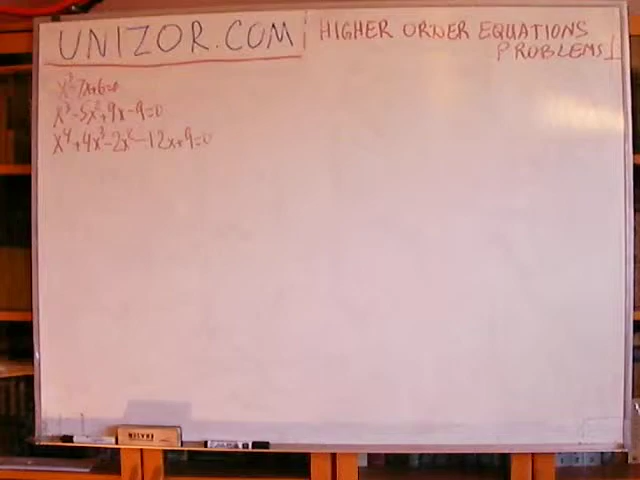 UNIZOR.COM
HIGHER ORDER EQUATIONS
PROBLEMS 1
x³-7x+6=0
x³-5x²+9x-9=0
x⁴+4x³-2x²-12x+9=0